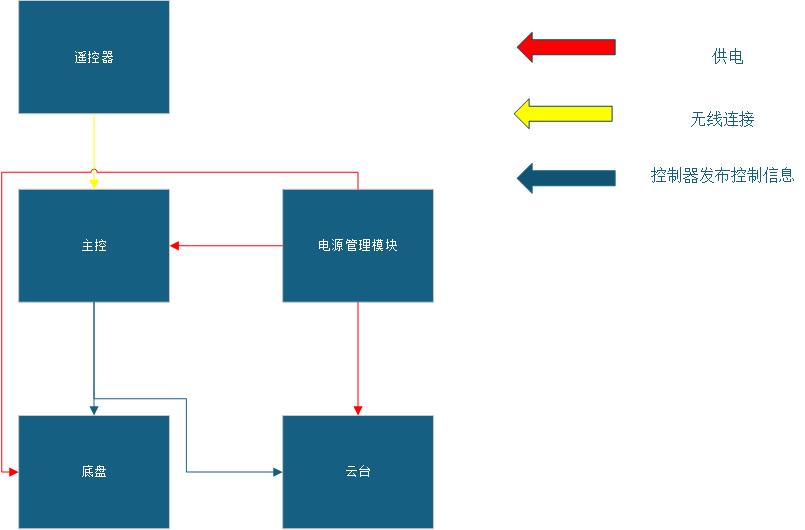 遥控器
供电
无线连接
控制器发布控制信息
主控
电源管理模块
底盘
云台